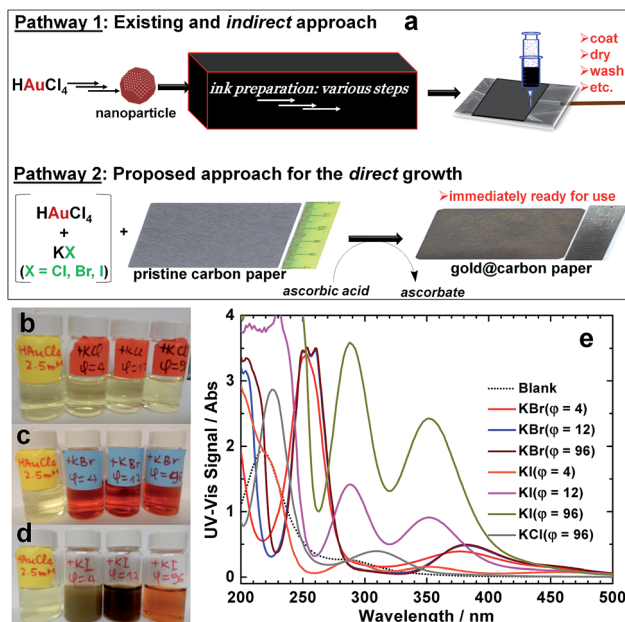 Pathway 1: Existing and indirect approach
a
HAuCl4
nanoparticle
ink preparation: various steps
➢coat
➢dry
➢wash
➢etc.
Pathway 2: Proposed approach for the direct growth
HAuCl4
+
KX
(X = Cl, Br, I)
+
pristine carbon paper
ascorbic acid
ascorbate
➢immediately ready for use
gold@carbon paper
b
HAuCl4
2.5mM
+KCl
φ=4
+KCl
φ=12
+KCl
φ=96
c
HAuCl4
2.5mM
+KBr
φ=4
+KBr
φ=12
+KBr
φ=96
d
HAuCl4
2.5mM
+KI
φ=4
+KI
φ=12
+KI
φ=96
e
UV-Vis Signal / Abs
4
3
2
1
0
Blank
KBr(φ = 4)
KBr(φ = 12)
KBr(φ = 96)
KI(φ = 4)
KI(φ = 12)
KI(φ = 96)
KCl(φ = 96)
200 250 300 350 400 450 500
Wavelength / nm